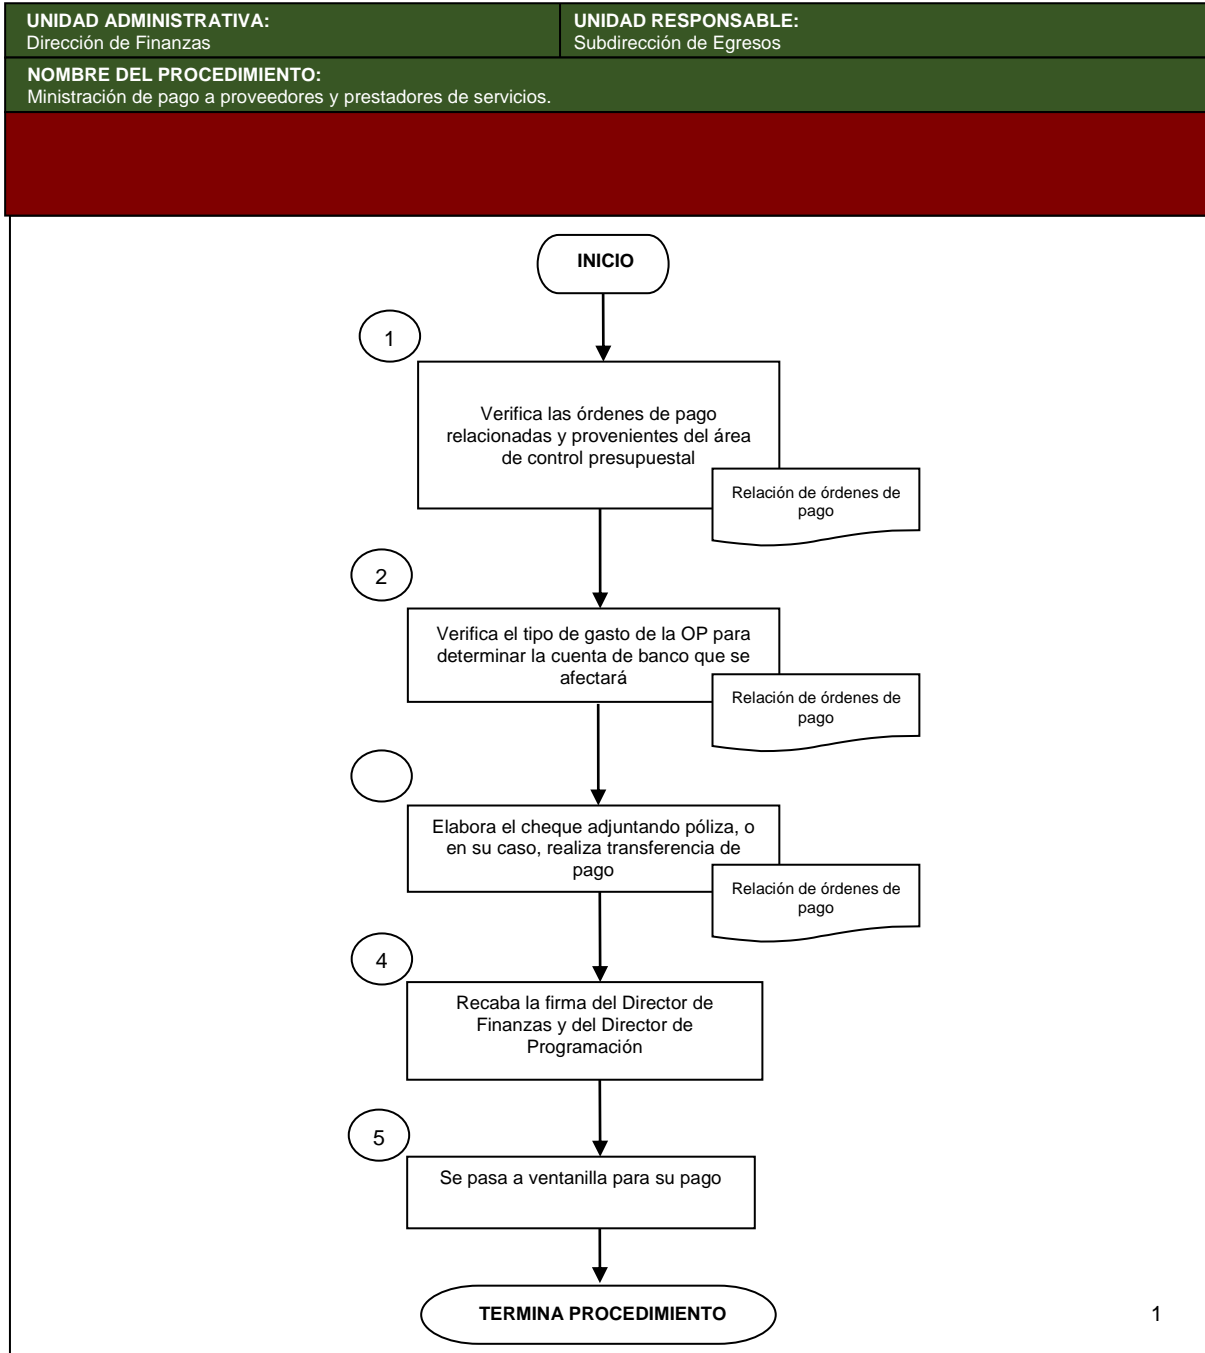 UNIDAD ADMINISTRATIVA:
Dirección de Finanzas
UNIDAD RESPONSABLE:
Subdirección de Egresos
NOMBRE DEL PROCEDIMIENTO:
Ministración de pago a proveedores y prestadores de servicios.
INICIO
1
Verifica las órdenes de pago
relacionadas y provenientes del área
de control presupuestal
Relación de órdenes de
pago
2
Verifica el tipo de gasto de la OP para
determinar la cuenta de banco que se
afectará
Relación de órdenes de
pago
Elabora el cheque adjuntando póliza, o
en su caso, realiza transferencia de
pago
Relación de órdenes de
pago
4
Recaba la firma del Director de
Finanzas y del Director de
Programación
5
Se pasa a ventanilla para su pago
TERMINA PROCEDIMIENTO
1